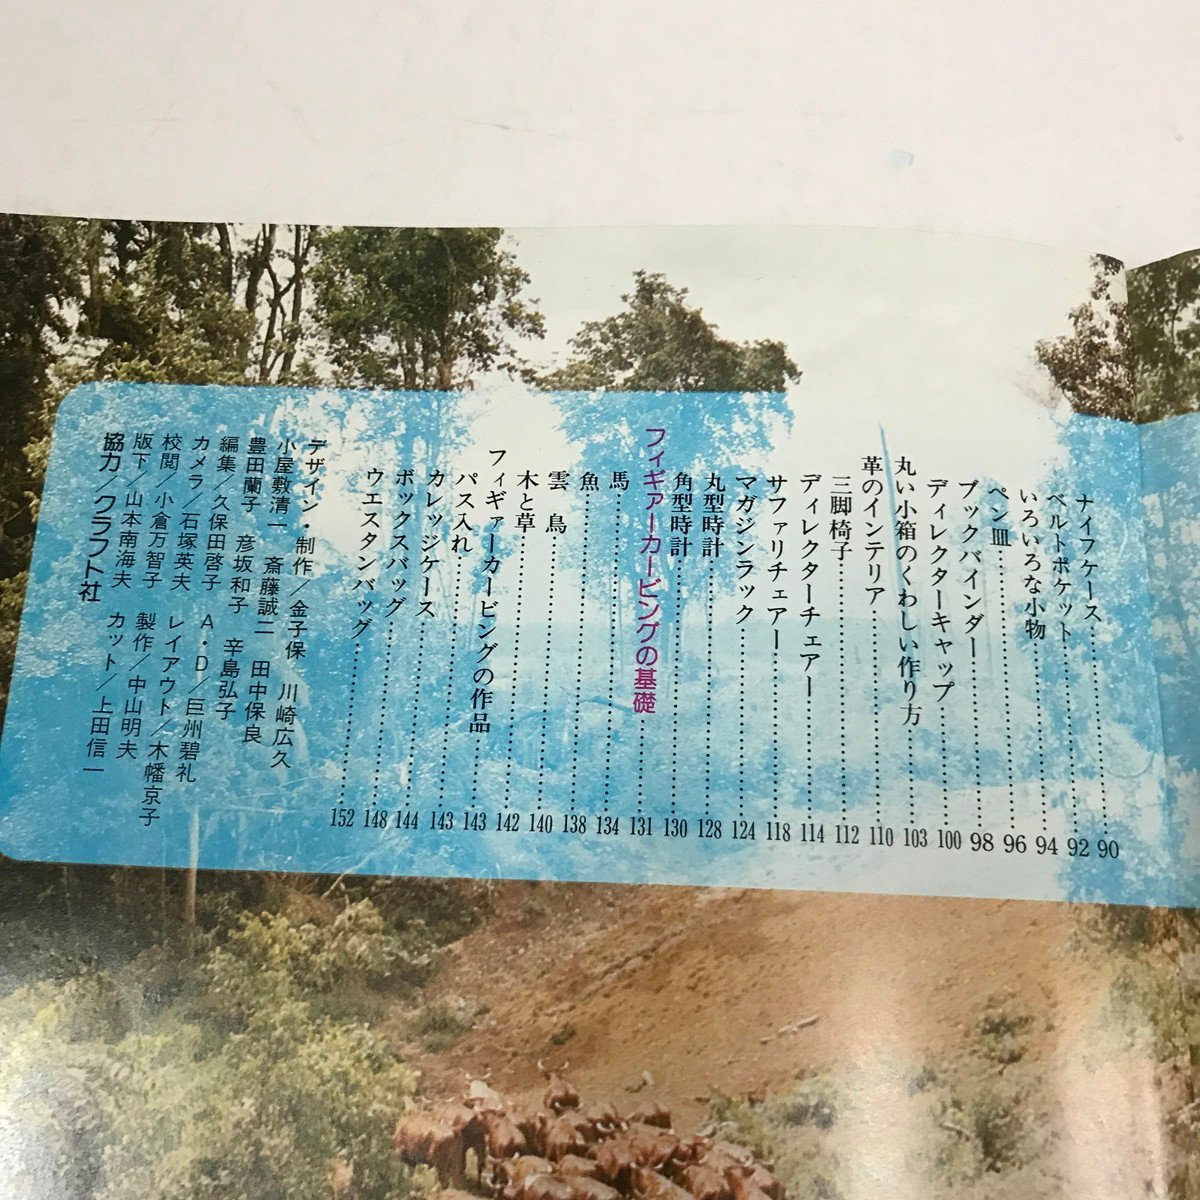 ナイフケース……90
ベルトポケット……92
いろいろな小物……94
ペン皿……96
ブックバインダー……98
ディレクターキャップ……100
丸い小箱のくわしい作り方……103
革のインテリア……110
三脚椅子……112
ディレクターチェアー……114
サファリチェアー……118
マガジンラック……124
丸型時計……128
角型時計……130
フィギァーカービングの基礎……131
馬……134
魚……138
雲 鳥……140
木と草……142
フィギァーカービングの作品……143
パス入れ……143
カレッジケース……144
ボックスバッグ……148
ウエスタンバッグ……152
デザイン・制作／金子保 川崎広久
小屋敷清一 斎藤誠二 田中保良
豊田蘭子 彦坂和子 辛島弘子
編集／久保田啓子 A・D／巨州碧礼
カメラ／石塚英夫 レイアウト／木幡京子
校閲／小倉万智子 製作／中山明夫
版下／山本南海夫 カット／上田信一
協力／クラフト社